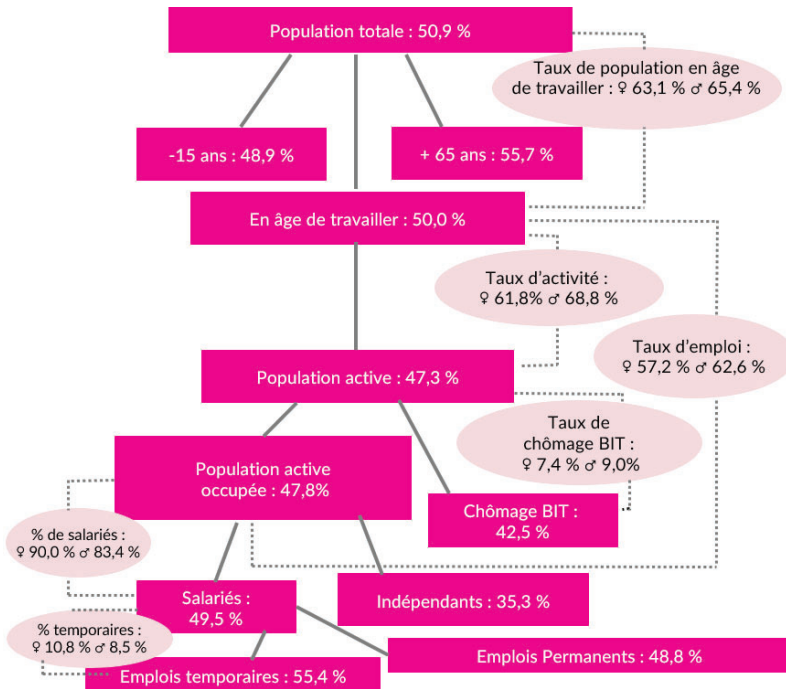 Population totale : 50,9 %
Taux de population en âge
de travailler : ♀ 63,1 % ♂ 65,4 %
-15 ans : 48,9 %
+ 65 ans : 55,7 %
En âge de travailler : 50,0 %
Taux d'activité :
♀ 61,8% ♂ 68,8 %
Taux d'emploi :
♀ 57,2 % ♂ 62,6 %
Population active : 47,3 %
Taux de
chômage BIT :
♀ 7,4 % ♂ 9,0%
Population active
occupée : 47,8%
Chômage BIT :
42,5 %
% de salariés :
♀ 90,0 % ♂ 83,4 %
Salariés :
49,5 %
Indépendants : 35,3 %
% temporaires :
♀ 10,8 % ♂ 8,5 %
Emplois Permanents : 48,8 %
Emplois temporaires : 55,4 %